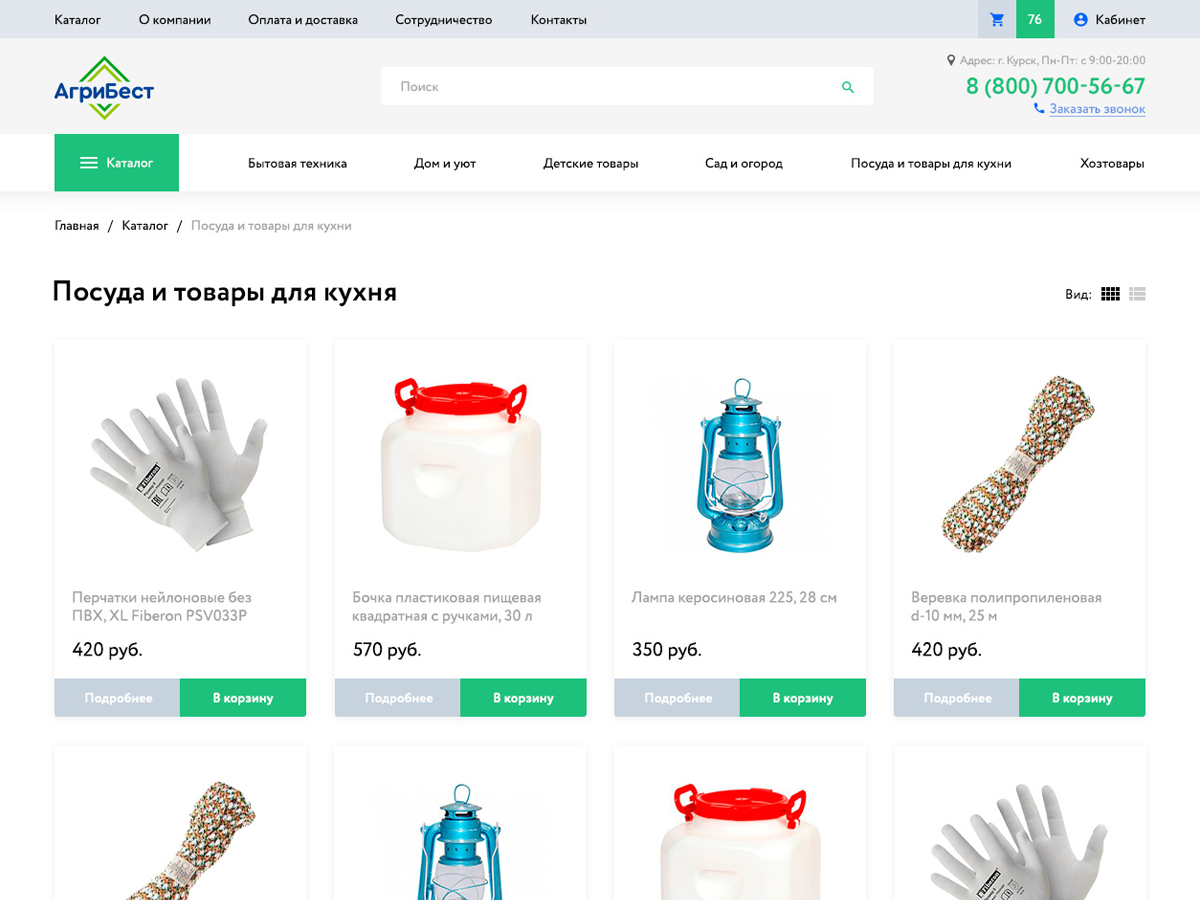 Каталог О компании Оплата и доставка Сотрудничество Контакты 76 Кабинет
АгриБест
Поиск
Адрес: г. Курск, Пн-Пт: с 9:00-20:00
8 (800) 700-56-67
Заказать звонок
Каталог Бытовая техника Дом и уют Детские товары Сад и огород Посуда и товары для кухни Хозтовары
Главная / Каталог / Посуда и товары для кухни
Посуда и товары для кухня
Вид:
Fiberon
Перчатки нейлоновые без
ПВХ, XL Fiberon PSV033P
420 руб.
Подробнее В корзину
Бочка пластиковая пищевая
квадратная с ручками, 30 л
570 руб.
Подробнее В корзину
Лампа керосиновая 225, 28 см
350 руб.
Подробнее В корзину
Веревка полипропиленовая
d-10 мм, 25 м
420 руб.
Подробнее В корзину